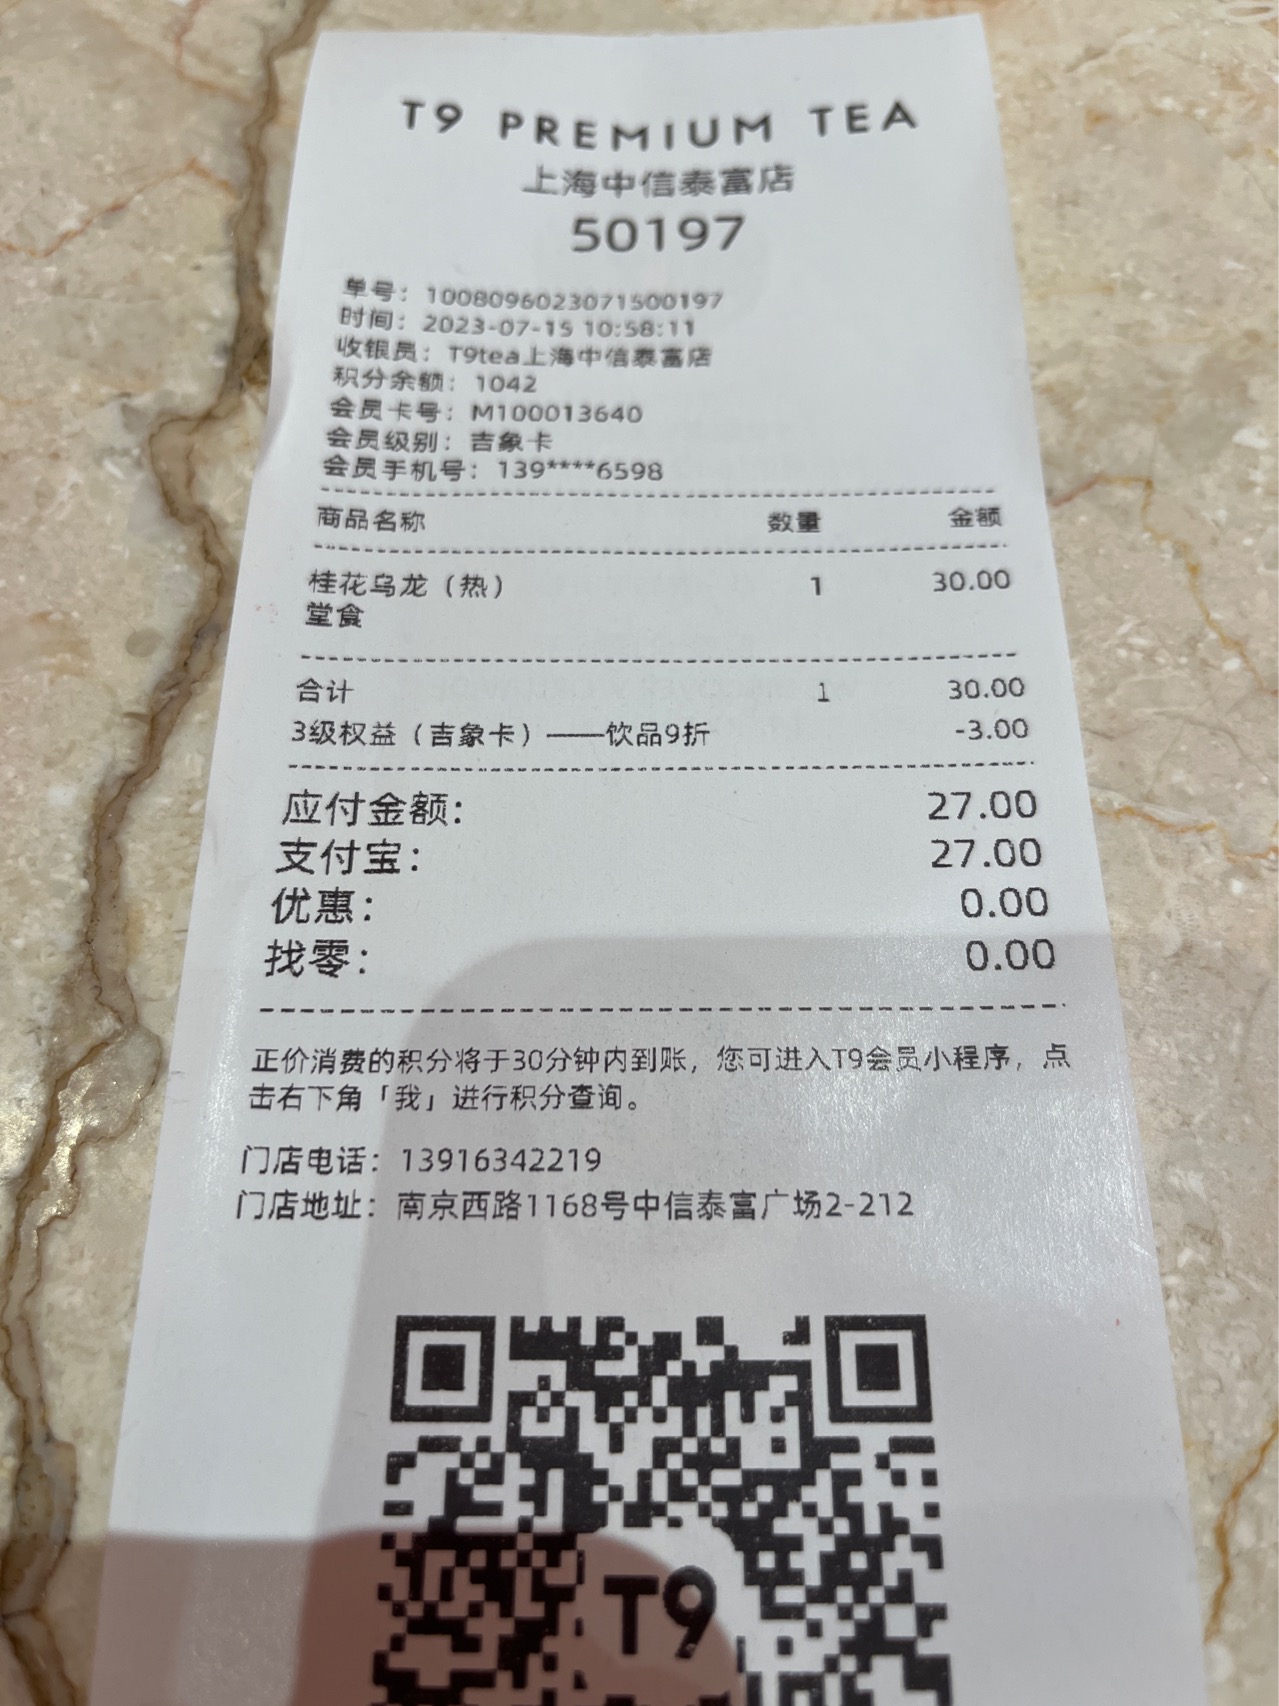 T9 PREMIUM TEA
上海中信泰富店
50197
单号：1008096023071500197
时间：2023-07-15 10:58:11
收银员：T9tea上海中信泰富店
积分余额：1042
会员卡号：M100013640
会员级别：吉象卡
会员手机号：139****6598
商品名称 数量 金额
桂花乌龙（热） 1 30.00
堂食
合计 1 30.00
3级权益（吉象卡）——饮品9折 -3.00
应付金额: 27.00
支付宝: 27.00
优惠: 0.00
找零: 0.00
正价消费的积分将于30分钟内到账，您可进入T9会员小程序，点
击右下角「我」进行积分查询。
门店电话：13916342219
门店地址：南京西路1168号中信泰富广场2-212
T9